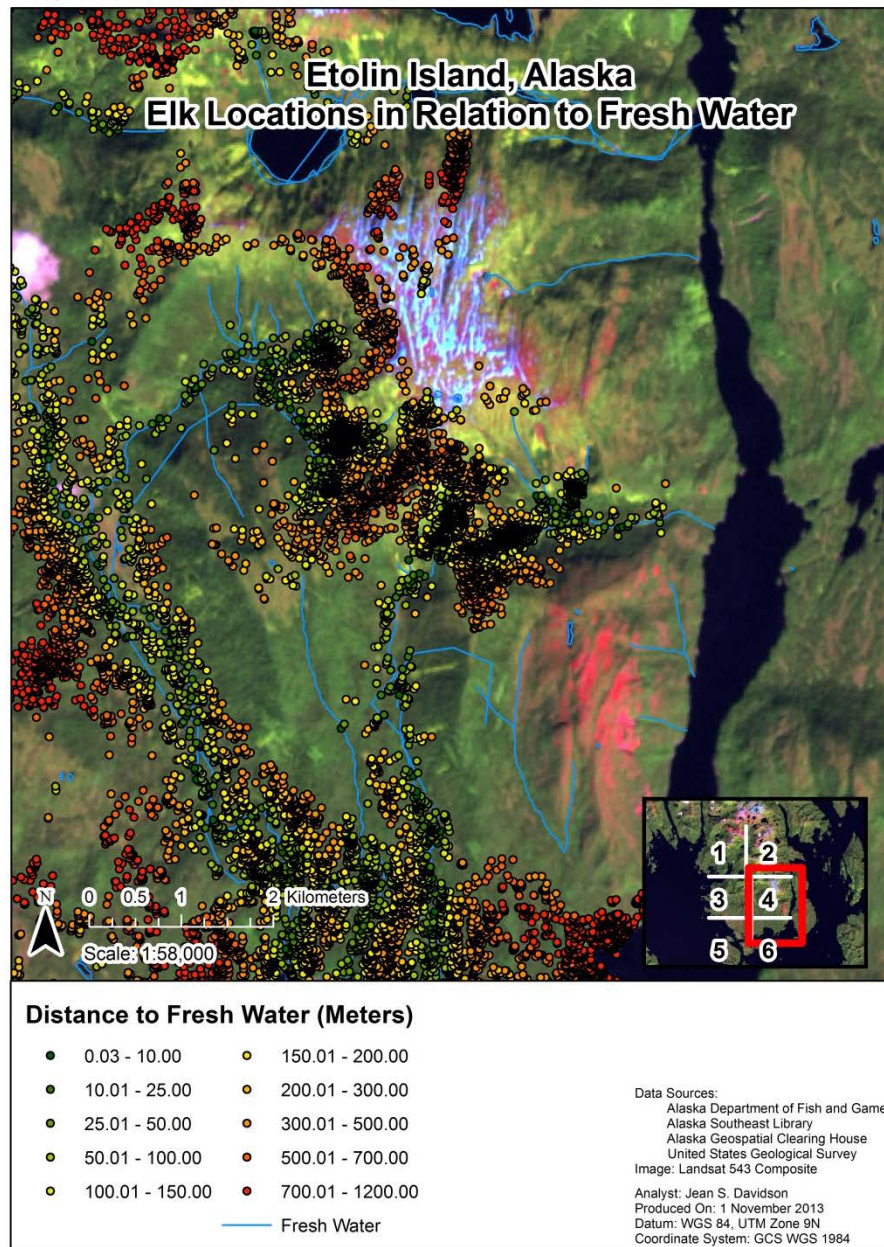 Etolin Island, Alaska
Elk Locations in Relation to Fresh Water
N
0 0.5 1 2 Kilometers
Scale: 1:58,000
1 2
3 4
5 6
Distance to Fresh Water (Meters)
0.03 - 10.00
10.01 - 25.00
25.01 - 50.00
50.01 - 100.00
100.01 - 150.00
150.01 - 200.00
200.01 - 300.00
300.01 - 500.00
500.01 - 700.00
700.01 - 1200.00
Fresh Water
Data Sources:
Alaska Department of Fish and Game
Alaska Southeast Library
Alaska Geospatial Clearing House
United States Geological Survey
Image: Landsat 543 Composite
Analyst: Jean S. Davidson
Produced On: 1 November 2013
Datum: WGS 84, UTM Zone 9N
Coordinate System: GCS WGS 1984